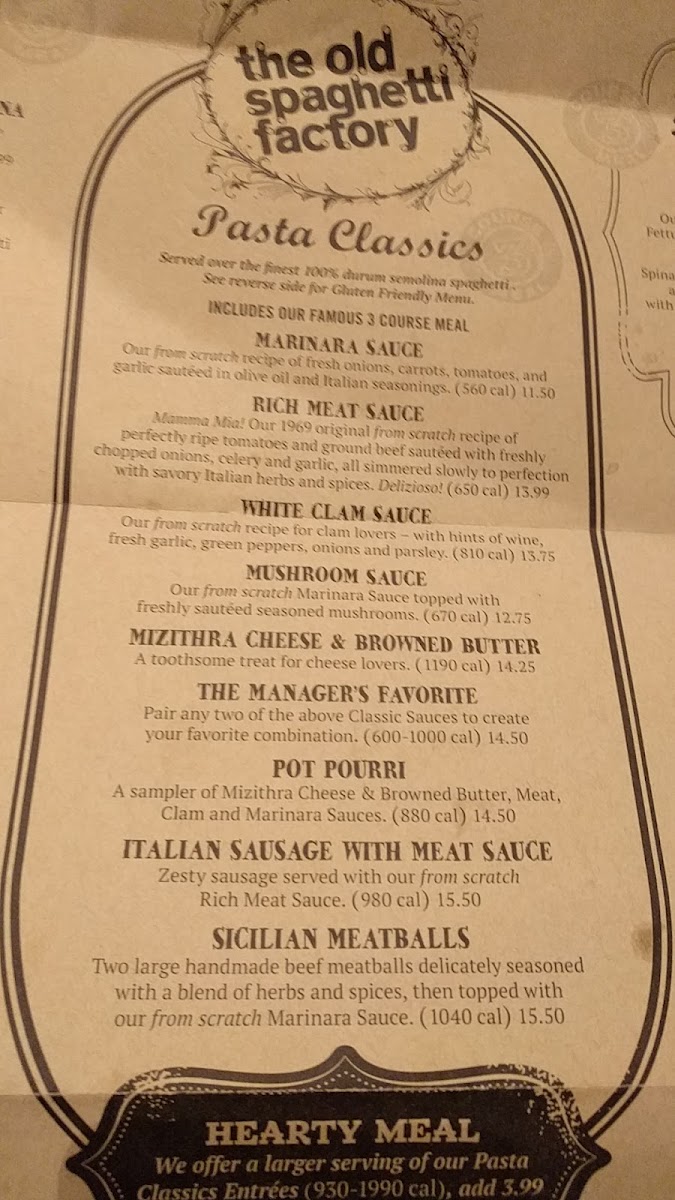 the old
spaghetti
factory
Pasta Classics
Served over the finest 100% durum semolina spaghetti.
See reverse side for Gluten Friendly Menu.
INCLUDES OUR FAMOUS 3 COURSE MEAL
MARINARA SAUCE
Our from scratch recipe of fresh onions, carrots, tomatoes, and
garlic sautéed in olive oil and Italian seasonings. (560 cal) 11.50
RICH MEAT SAUCE
Mamma Mia! Our 1969 original from scratch recipe of
perfectly ripe tomatoes and ground beef sautéed with freshly
chopped onions, celery and garlic, all simmered slowly to perfection
with savory Italian herbs and spices. Delizioso! (650 cal) 13.99
WHITE CLAM SAUCE
Our from scratch recipe for clam lovers – with hints of wine,
fresh garlic, green peppers, onions and parsley. (810 cal) 13.75
MUSHROOM SAUCE
Our from scratch Marinara Sauce topped with
freshly sautéed seasoned mushrooms. (670 cal) 12.75
MIZITHRA CHEESE & BROWNED BUTTER
A toothsome treat for cheese lovers. (1190 cal) 14.25
THE MANAGER'S FAVORITE
Pair any two of the above Classic Sauces to create
your favorite combination. (600-1000 cal) 14.50
POT POURRI
A sampler of Mizithra Cheese & Browned Butter, Meat,
Clam and Marinara Sauces. (880 cal) 14.50
ITALIAN SAUSAGE WITH MEAT SAUCE
Zesty sausage served with our from scratch
Rich Meat Sauce. (980 cal) 15.50
SICILIAN MEATBALLS
Two large handmade beef meatballs delicately seasoned
with a blend of herbs and spices, then topped with
our from scratch Marinara Sauce. (1040 cal) 15.50
HEARTY MEAL
We offer a larger serving of our Pasta
Classics Entrées (930-1990 cal), add 3.99
with